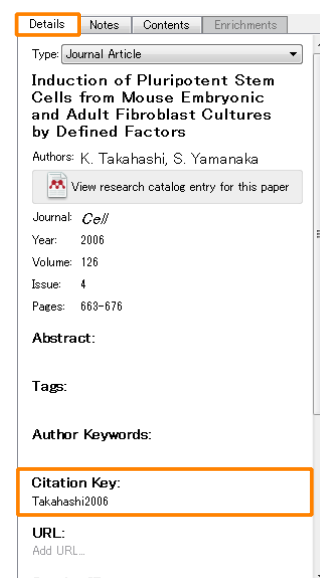 Details Notes Contents Enrichments
Type: Journal Article
Induction of Pluripotent Stem
Cells from Mouse Embryonic
and Adult Fibroblast Cultures
by Defined Factors
Authors: K. Takahashi, S. Yamanaka
View research catalog entry for this paper
Journal: Cell
Year: 2006
Volume: 126
Issue: 4
Pages: 663-676
Abstract:
Tags:
Author Keywords:
Citation Key:
Takahashi2006
URL:
Add URL...